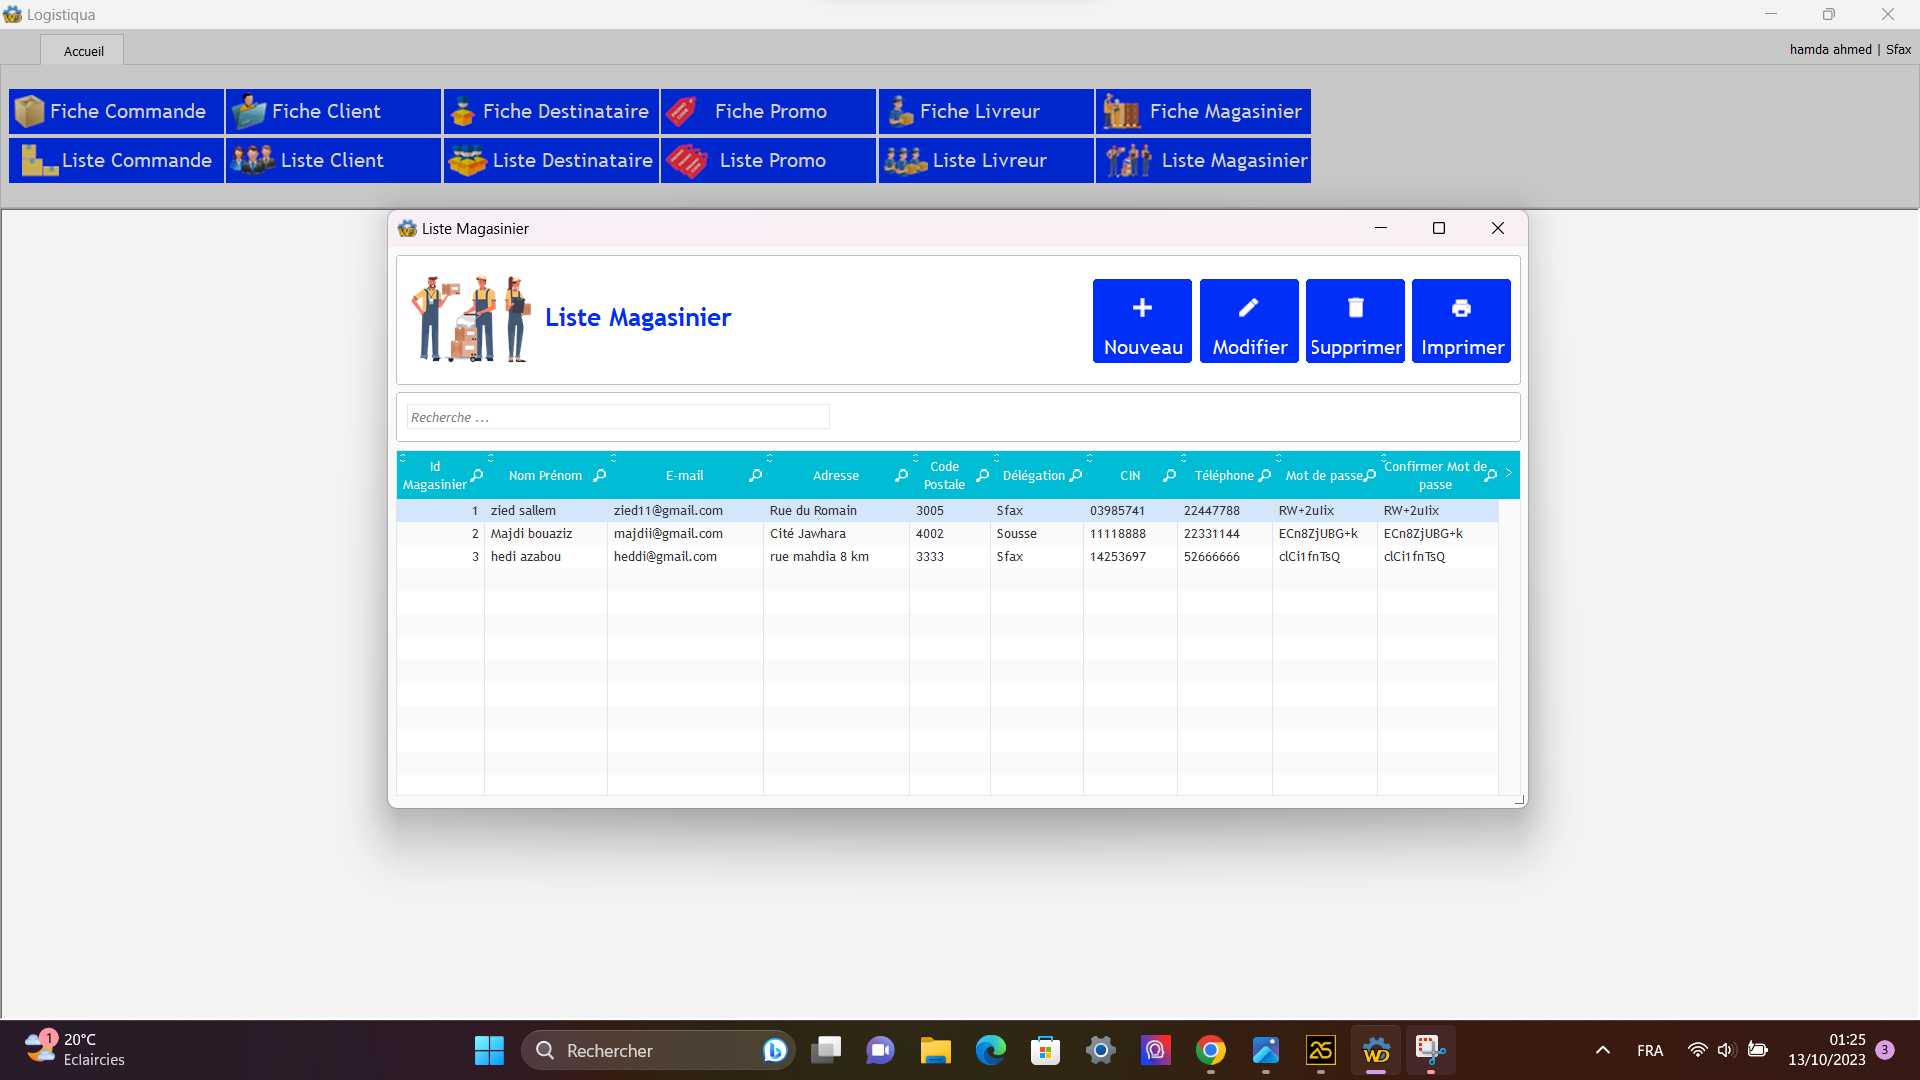 Logistiqua
Accueil
hamda ahmed | Sfax
Fiche Commande
Fiche Client
Fiche Destinataire
Fiche Promo
Fiche Livreur
Fiche Magasinier
Liste Commande
Liste Client
Liste Destinataire
Liste Promo
Liste Livreur
Liste Magasinier
Liste Magasinier
Liste Magasinier
Nouveau
Modifier
Supprimer
Imprimer
Recherche ...
Id Magasinier Nom Prénom E-mail Adresse Code Postale Délégation CIN Téléphone Mot de passe Confirmer Mot de passe
1 zied sallem zied11@gmail.com Rue du Romain 3005 Sfax 03985741 22447788 RW+2uIix RW+2uIix
2 Majdi bouaziz majdii@gmail.com Cité Jawhara 4002 Sousse 11118888 22331144 ECn8ZjUBG+k ECn8ZjUBG+k
3 hedi azabou heddi@gmail.com rue mahdia 8 km 3333 Sfax 14253697 52666666 clCi1fnTsQ clCi1fnTsQ
1
20°C
Eclaircies
Rechercher
FRA
01:25
13/10/2023
3